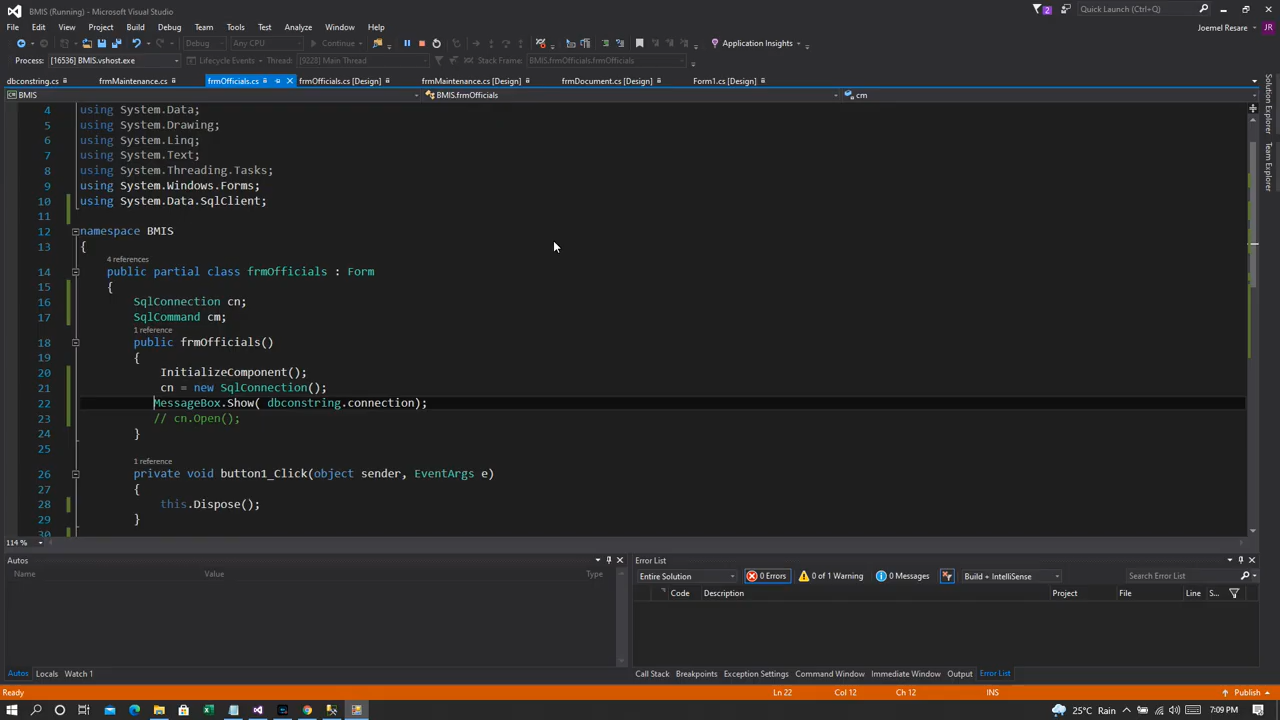 BMIS (Running) - Microsoft Visual Studio
2
Quick Launch (Ctrl+Q)
File Edit View Project Build Debug Team Tools Test Analyze Window Help
Joemel Resare
JR
Debug Any CPU Continue Application Insights
Process: [16536] BMIS.vshost.exe Lifecycle Events Thread: [9228] Main Thread Stack Frame: BMIS.frmOfficials.frmOfficials
dbconstring.cs frmMaintenance.cs frmOfficials.cs frmOfficials.cs [Design] frmMaintenance.cs [Design] frmDocument.cs [Design] Form1.cs [Design]
BMIS BMIS.frmOfficials cm
Solution Explorer
Team Explorer
4 using System.Data;
5 using System.Drawing;
6 using System.Linq;
7 using System.Text;
8 using System.Threading.Tasks;
9 using System.Windows.Forms;
10 using System.Data.SqlClient;
11
12 namespace BMIS
13 {
4 references
14 public partial class frmOfficials : Form
15 {
16 SqlConnection cn;
17 SqlCommand cm;
1 reference
18 public frmOfficials()
19 {
20 InitializeComponent();
21 cn = new SqlConnection();
22 MessageBox.Show( dbconstring.connection);
23 // cn.Open();
24 }
25
1 reference
26 private void button1_Click(object sender, EventArgs e)
27 {
28 this.Dispose();
29 }
30
114 %
Autos
Name Value Type
Autos Locals Watch 1
Error List
Entire Solution 0 Errors 0 of 1 Warning 0 Messages Build + IntelliSense Search Error List
Code Description Project File Line S...
Call Stack Breakpoints Exception Settings Command Window Immediate Window Output Error List
Ready Ln 22 Col 12 Ch 12 INS Publish
25°C Rain 7:09 PM